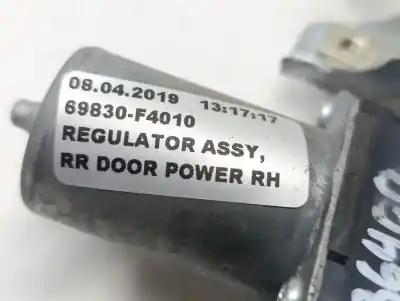 08.04.2019 13:17:17
69830-F4010
REGULATOR ASSY,
RR DOOR POWER RH